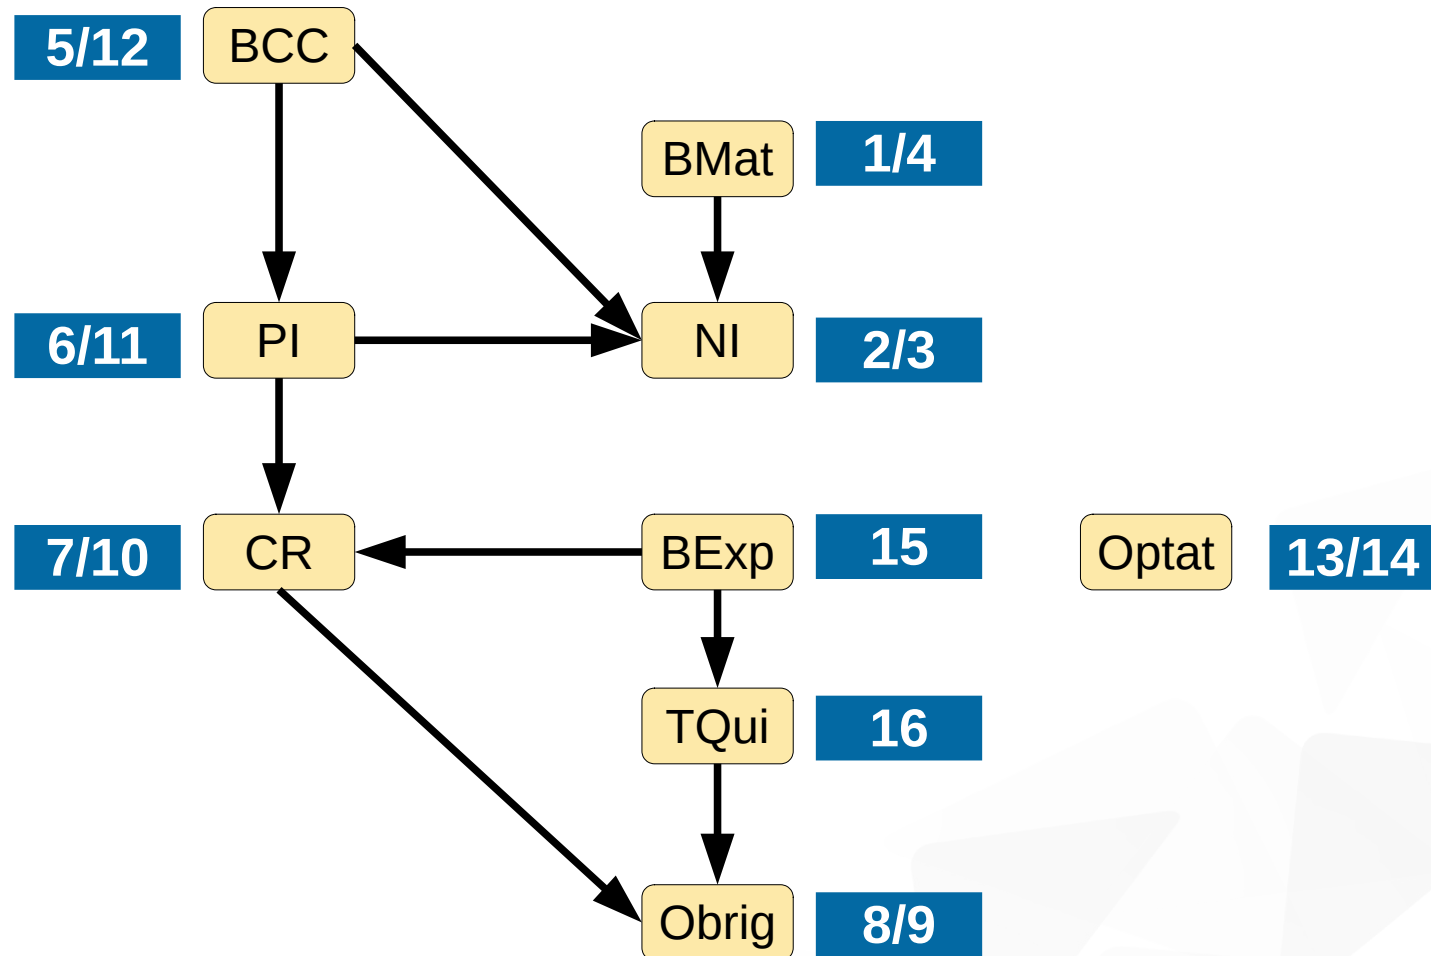 5/12
BCC
BMat
1/4
6/11
PI
NI
2/3
7/10
CR
BExp
15
Optat
13/14
TQui
16
Obrig
8/9